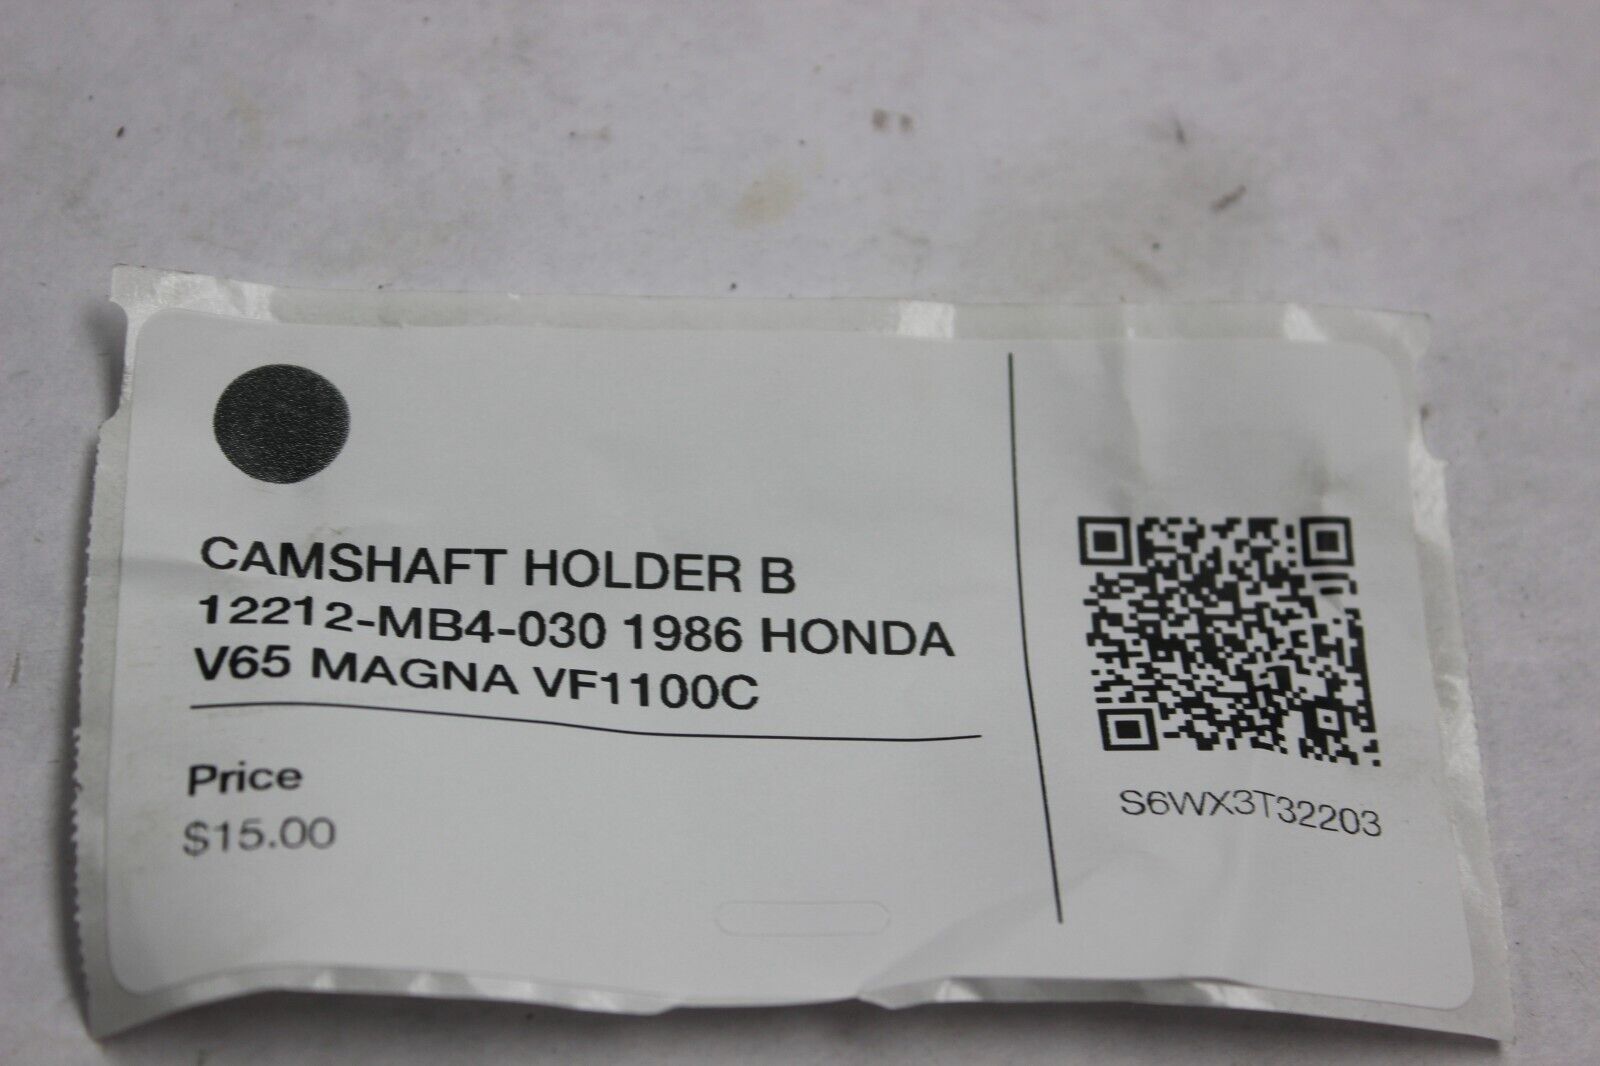 CAMSHAFT HOLDER B
12212-MB4-030 1986 HONDA
V65 MAGNA VF1100C
Price
$15.00
S6WX3T32203